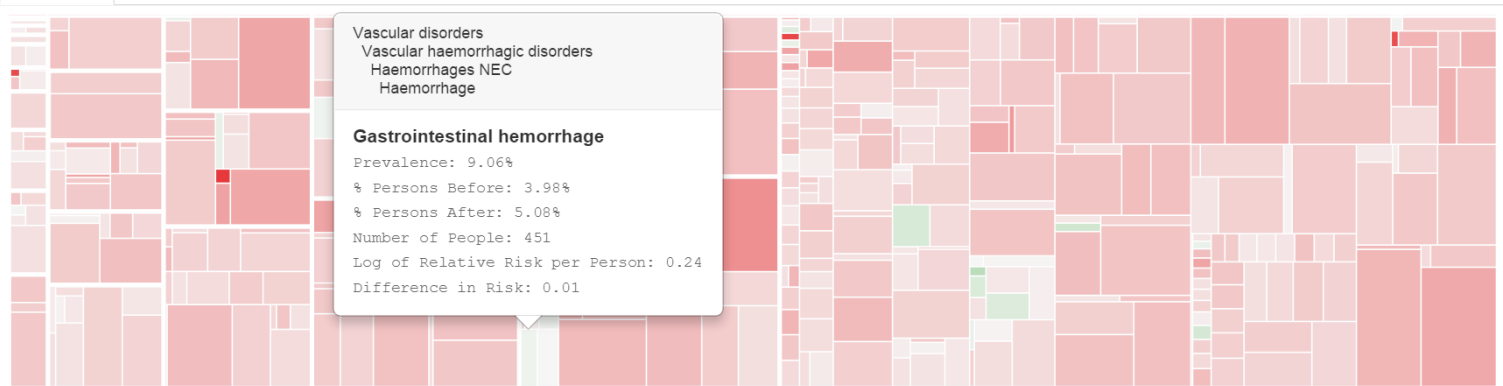 Vascular disorders
Vascular haemorrhagic disorders
Haemorrhages NEC
Haemorrhage
Gastrointestinal hemorrhage
Prevalence: 9.06%
% Persons Before: 3.98%
% Persons After: 5.08%
Number of People: 451
Log of Relative Risk per Person: 0.24
Difference in Risk: 0.01